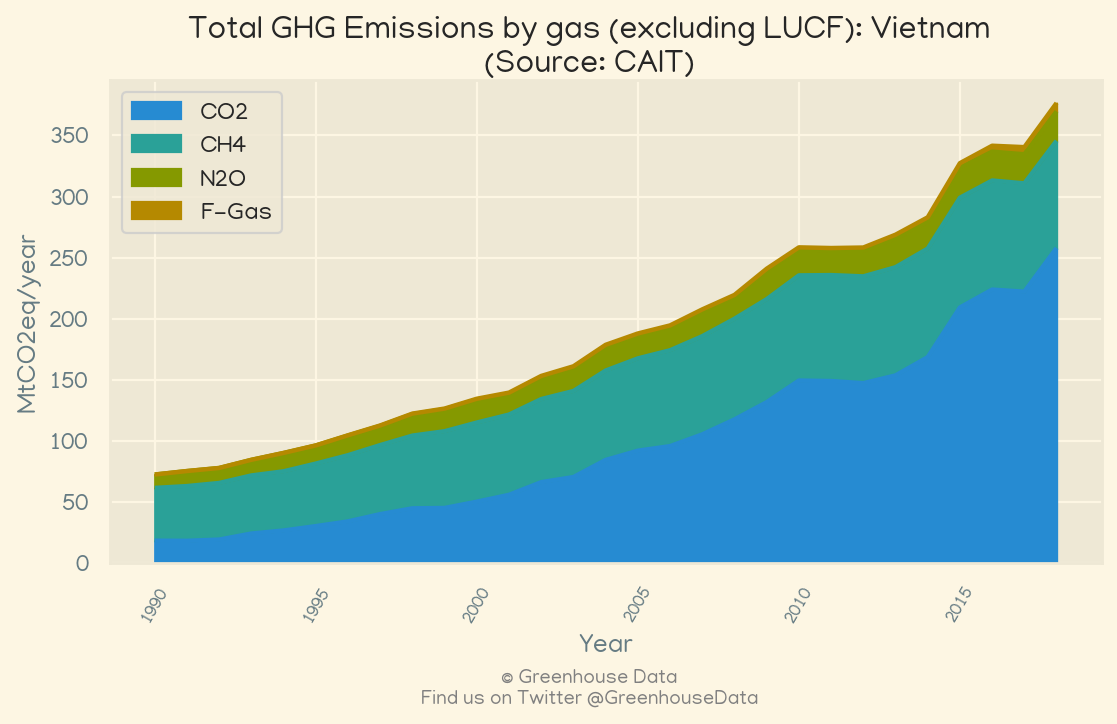 Total GHG Emissions by gas (excluding LUCF): Vietnam
(Source: CAIT)
CO2
CH4
N2O
F-Gas
MtCO2eq/year
350
300
250
200
150
100
50
0
1990
1995
2000
2005
2010
2015
Year
© Greenhouse Data
Find us on Twitter @GreenhouseData